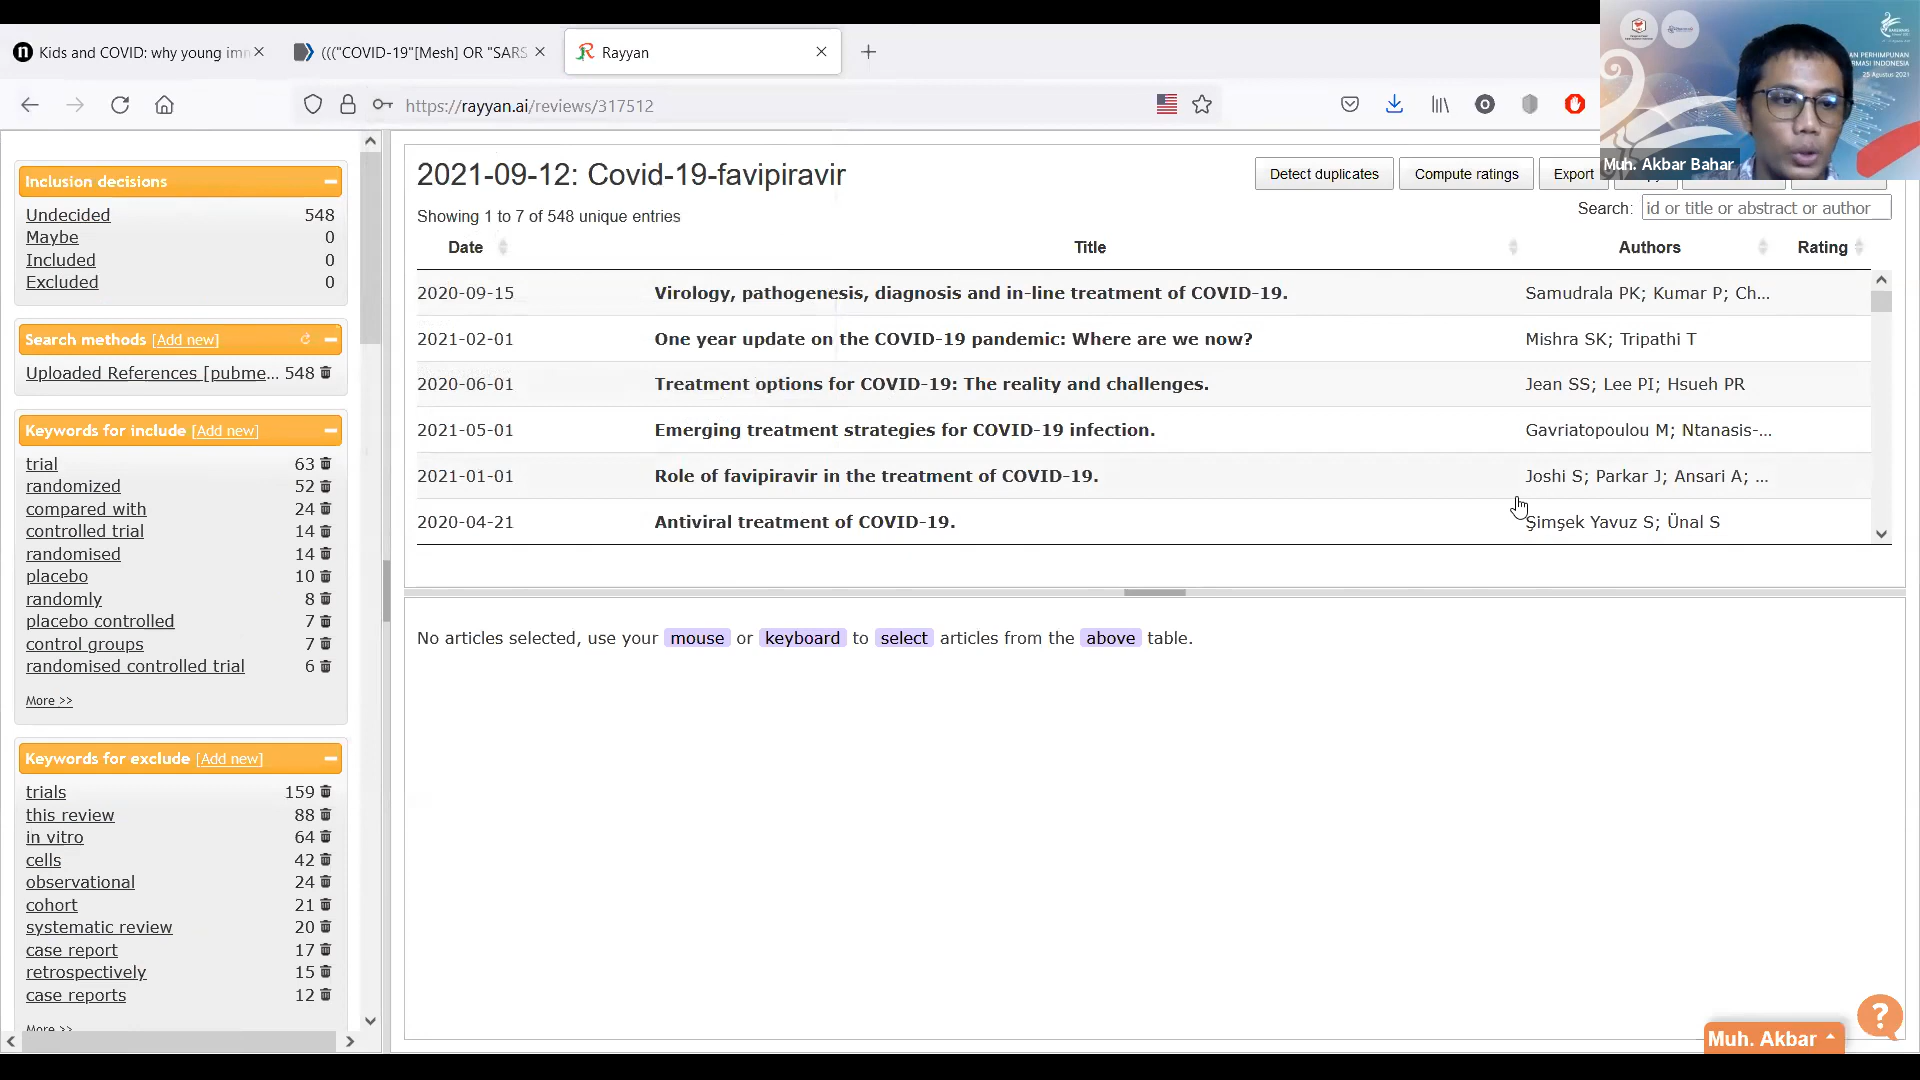 Kids and COVID: why young imm
((("COVID-19"[Mesh] OR "SARS
Rayyan
https://rayyan.ai/reviews/317512
AN PERHIMPUNAN
RMASI INDONESIA
25 Agustus 2021
Muh. Akbar Bahar
Inclusion decisions
Undecided 548
Maybe 0
Included 0
Excluded 0
Search methods [Add new]
Uploaded References [pubme... 548
Keywords for include [Add new]
trial 63
randomized 52
compared with 24
controlled trial 14
randomised 14
placebo 10
randomly 8
placebo controlled 7
control groups 7
randomised controlled trial 6
More >>
Keywords for exclude [Add new]
trials 159
this review 88
in vitro 64
cells 42
observational 24
cohort 21
systematic review 20
case report 17
retrospectively 15
case reports 12
More >>
2021-09-12: Covid-19-favipiravir
Detect duplicates Compute ratings Export
Showing 1 to 7 of 548 unique entries
Search: id or title or abstract or author
Date Title Authors Rating
2020-09-15 Virology, pathogenesis, diagnosis and in-line treatment of COVID-19. Samudrala PK; Kumar P; Ch...
2021-02-01 One year update on the COVID-19 pandemic: Where are we now? Mishra SK; Tripathi T
2020-06-01 Treatment options for COVID-19: The reality and challenges. Jean SS; Lee PI; Hsueh PR
2021-05-01 Emerging treatment strategies for COVID-19 infection. Gavriatopoulou M; Ntanasis-...
2021-01-01 Role of favipiravir in the treatment of COVID-19. Joshi S; Parkar J; Ansari A; ...
2020-04-21 Antiviral treatment of COVID-19. Şimşek Yavuz S; Ünal S
No articles selected, use your mouse or keyboard to select articles from the above table.
?
Muh. Akbar